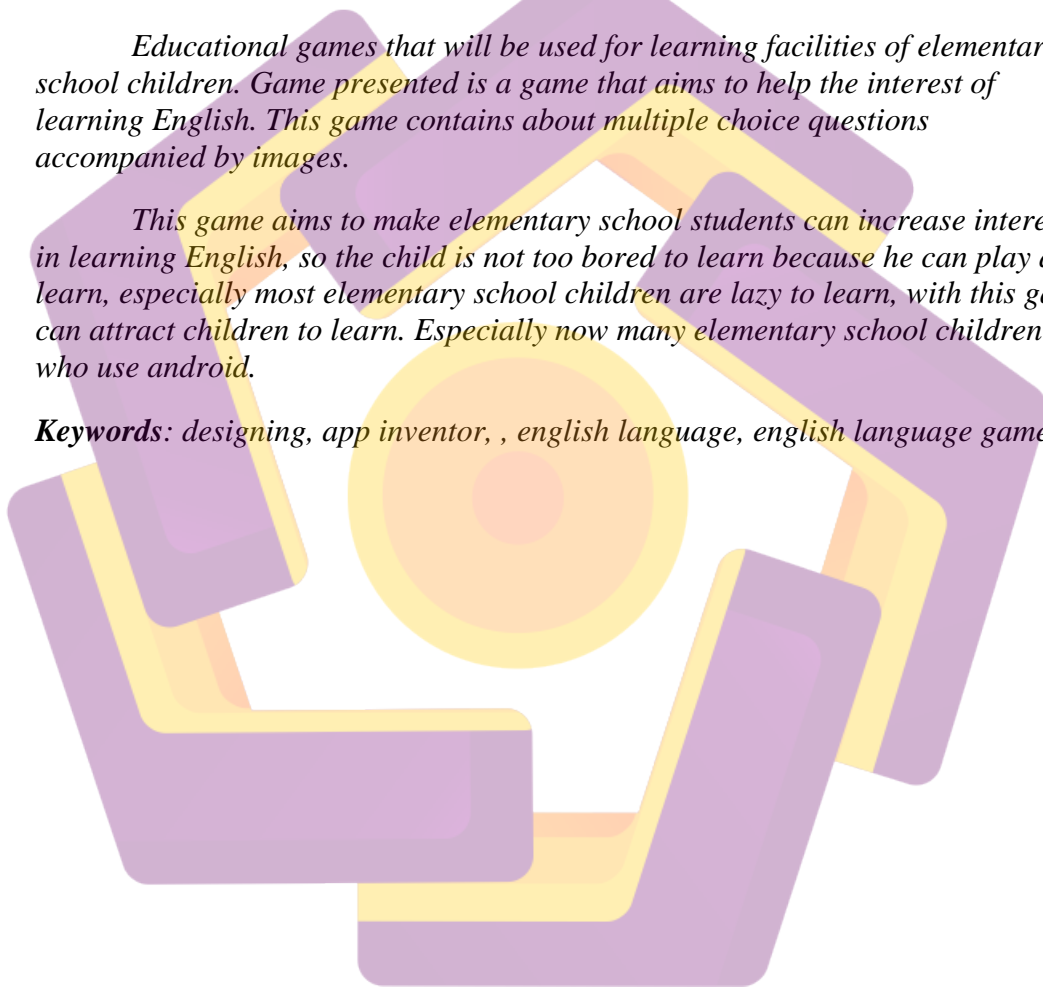 Educational games that will be used for learning facilities of elementar
school children. Game presented is a game that aims to help the interest of
learning English. This game contains about multiple choice questions
accompanied by images.
This game aims to make elementary school students can increase intere
in learning English, so the child is not too bored to learn because he can play a
learn, especially most elementary school children are lazy to learn, with this ga
can attract children to learn. Especially now many elementary school children
who use android.
Keywords: designing, app inventor, , english language, english language game